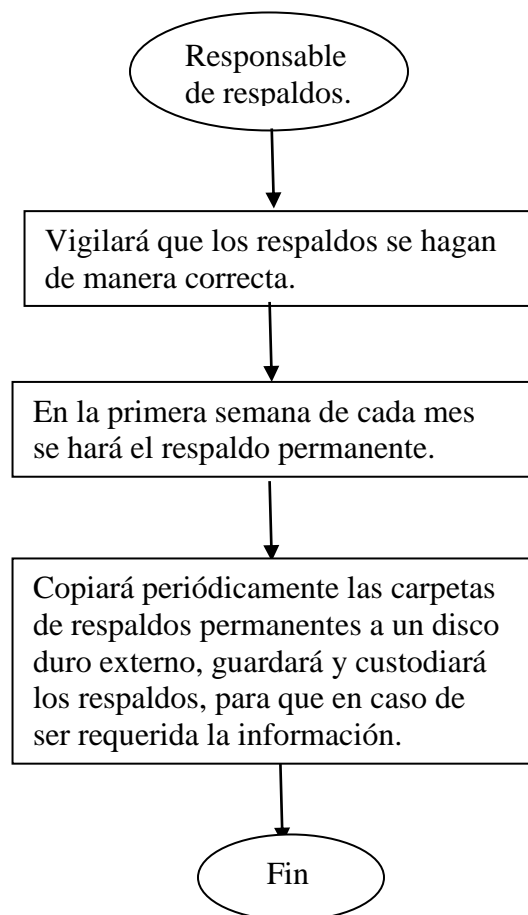 Responsable
de respaldos.
Vigilará que los respaldos se hagan
de manera correcta.
En la primera semana de cada mes
se hará el respaldo permanente.
Copiará periódicamente las carpetas
de respaldos permanentes a un disco
duro externo, guardará y custodiará
los respaldos, para que en caso de
ser requerida la información.
Fin